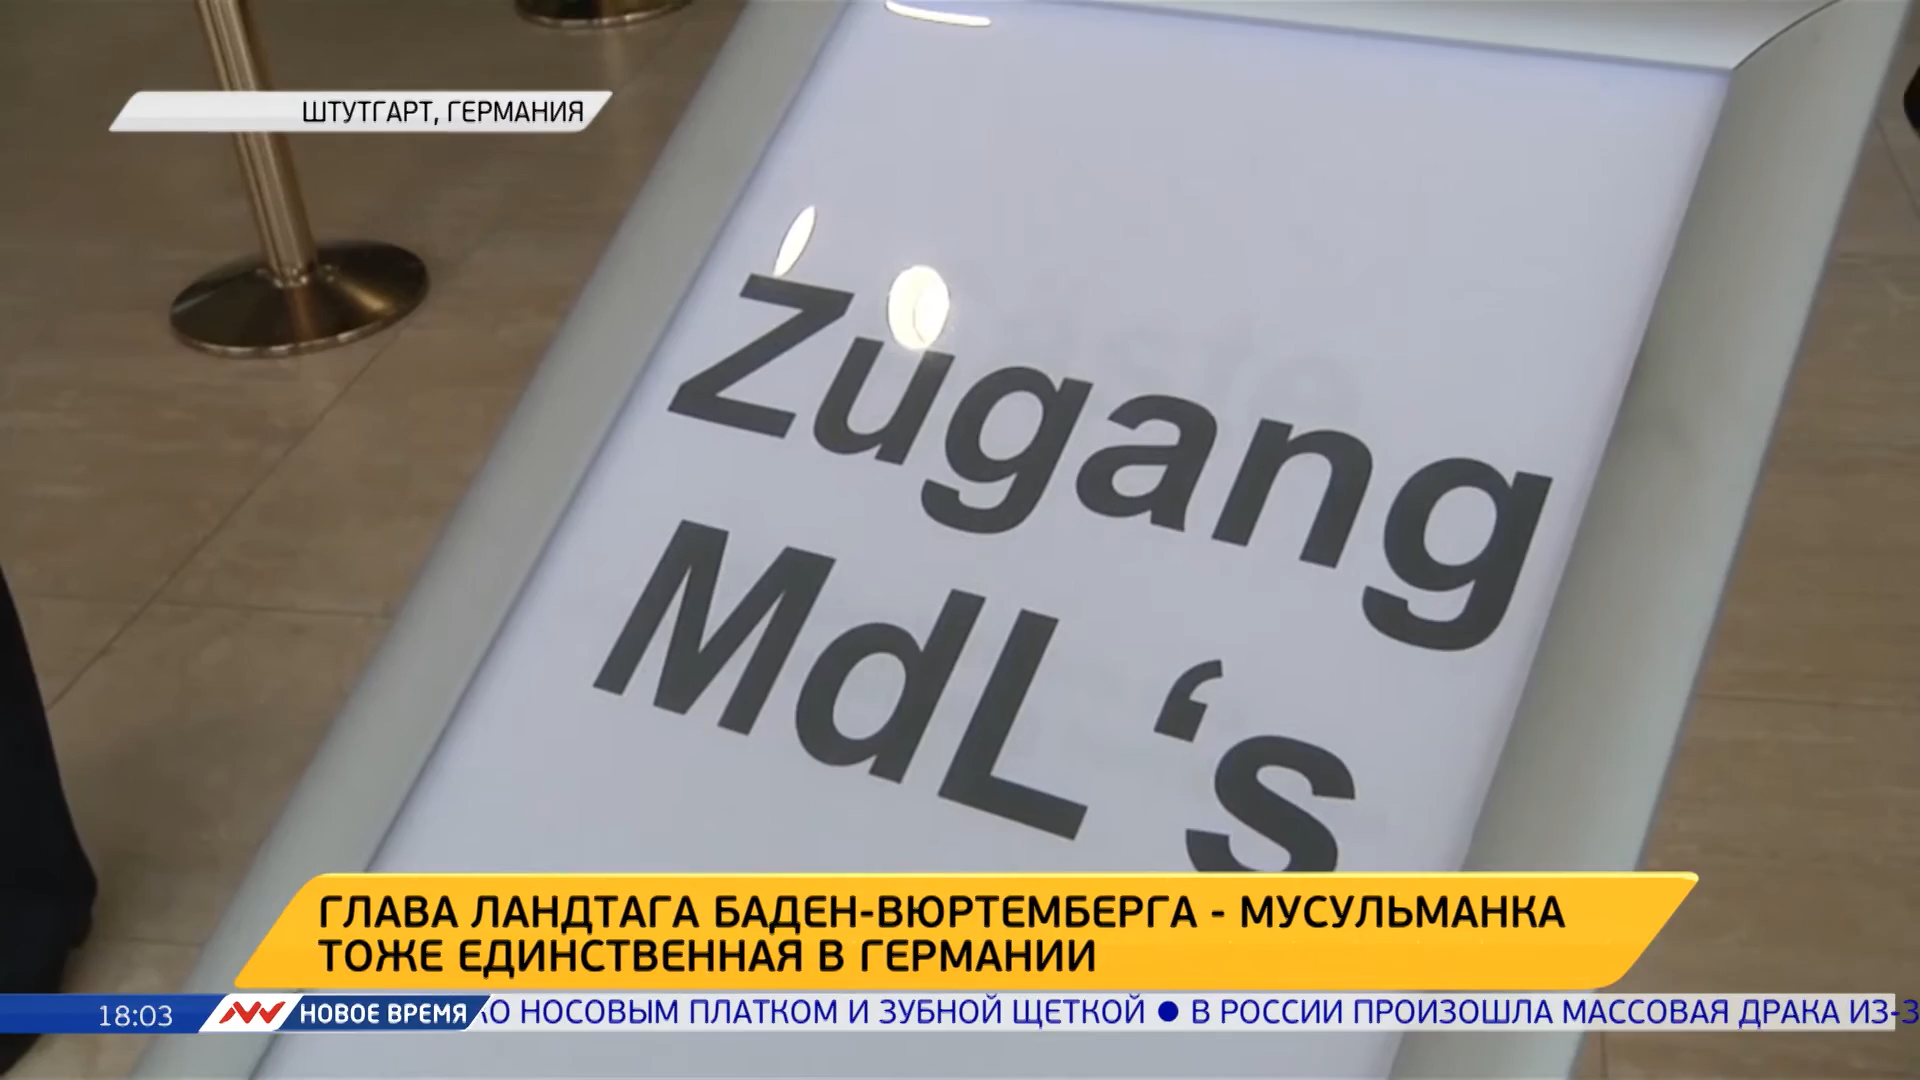 ШТУТГАРТ, ГЕРМАНИЯ
Zugang
MdL ‘s
ГЛАВА ЛАНДТАГА БАДЕН-ВЮРТЕМБЕРГА - МУСУЛЬМАНКА
ТОЖЕ ЕДИНСТВЕННАЯ В ГЕРМАНИИ
18:03 НОВОЕ ВРЕМЯ НОСОВЫМ ПЛАТКОМ И ЗУБНОЙ ЩЕТКОЙ ● В РОССИИ ПРОИЗОШЛА МАССОВАЯ ДРАКА ИЗ-З